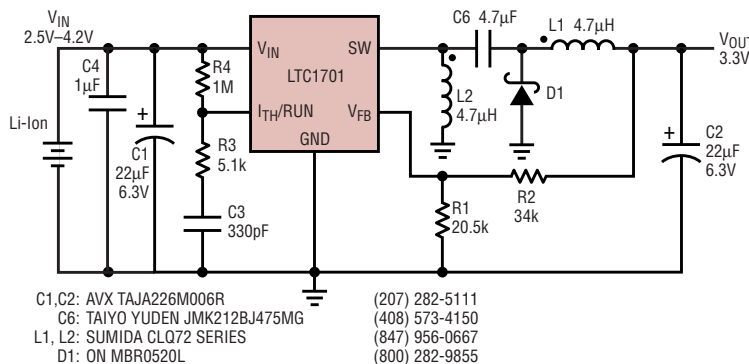 VIN
2.5V–4.2V
C4
1µF
Li-Ion
+
C1
22µF
6.3V
R4
1M
R3
5.1k
C3
330pF
VIN
SW
LTC1701
ITH/RUN
VFB
GND
C6 4.7µF
L1 4.7µH
L2
4.7µH
D1
VOUT
3.3V
+
C2
22µF
6.3V
R2
34k
R1
20.5k
C1,C2: AVX TAJA226M006R (207) 282-5111
C6: TAIYO YUDEN JMK212BJ475MG (408) 573-4150
L1, L2: SUMIDA CLQ72 SERIES (847) 956-0667
D1: ON MBR0520L (800) 282-9855